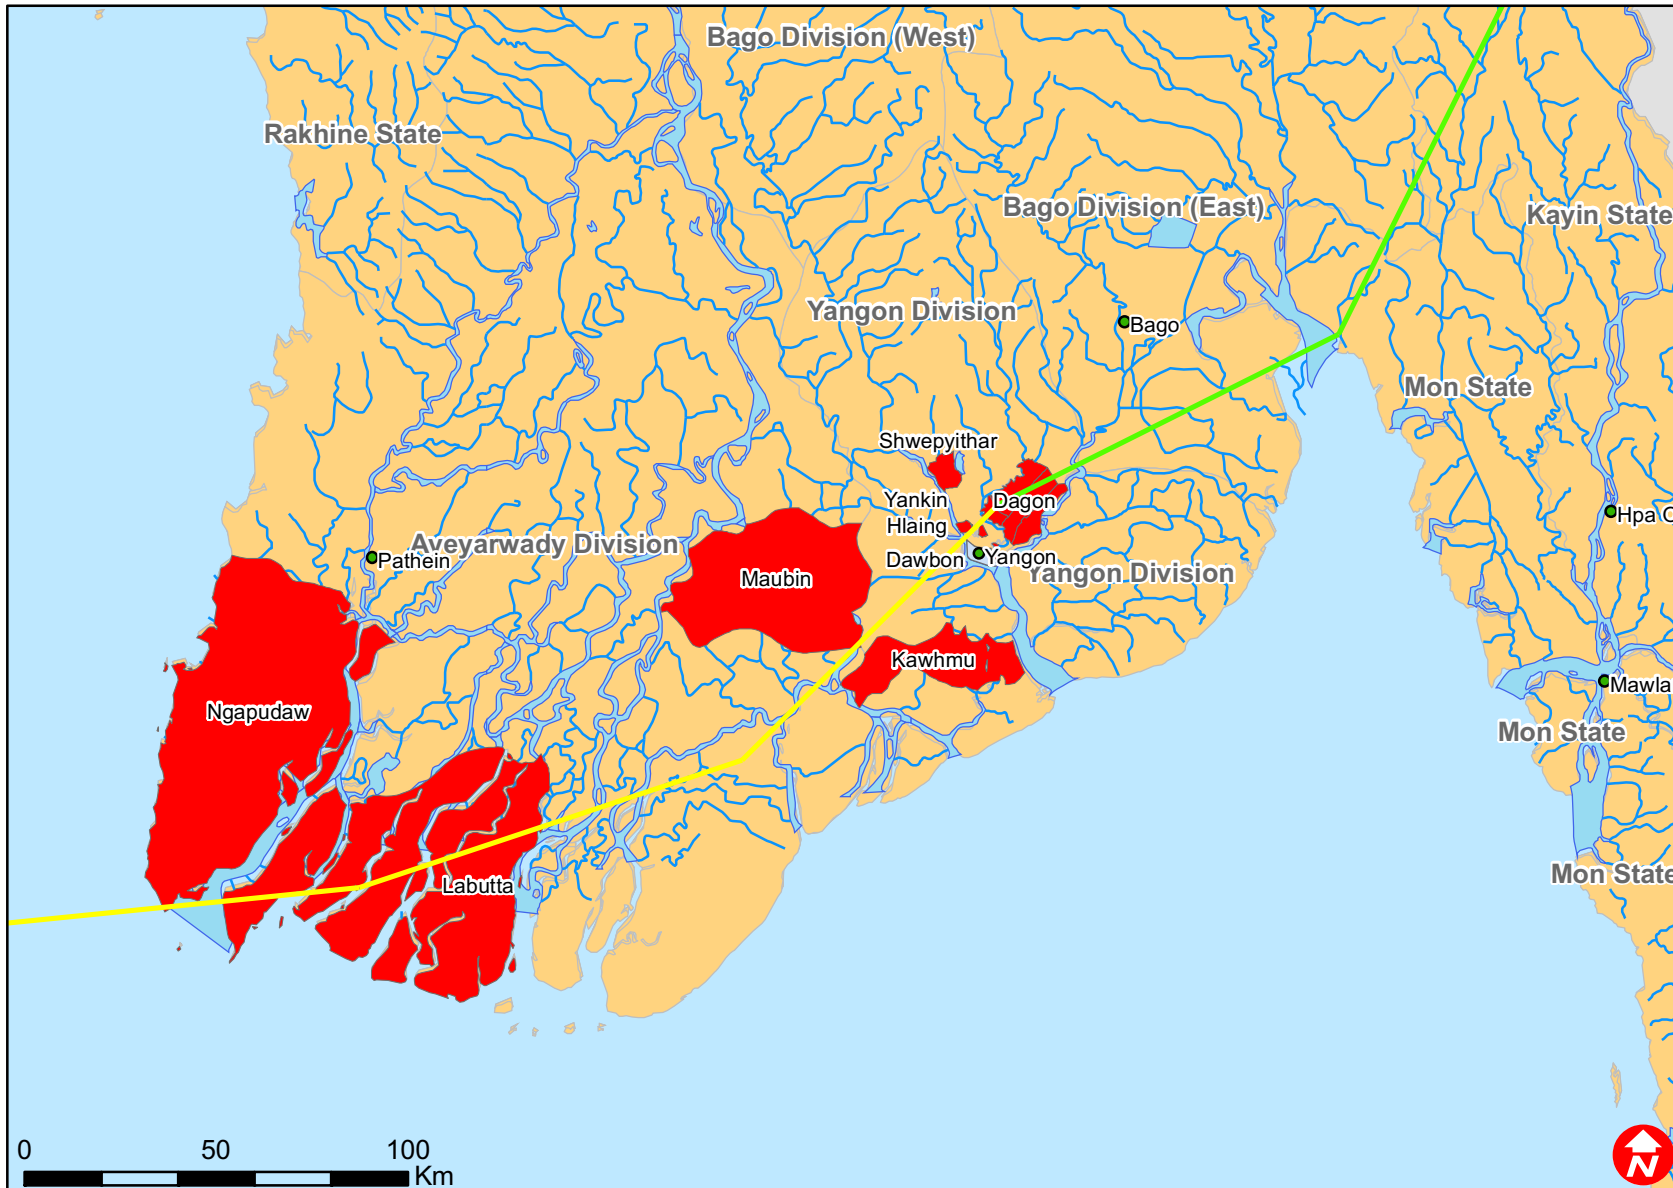 Bago Division (West)
Rakhine State
Bago Division (East)
Kayin State
Yangon Division
Bago
Mon State
Shwepyithar
Yankin
Dagon
Hlaing
Hpa
Ayeyarwady Division
Pathein
Dawbon
Yangon
Yangon Division
Maubin
Kawhmu
Mawla
Ngapudaw
Mon State
Labutta
Mon State
0 50 100
Km
N